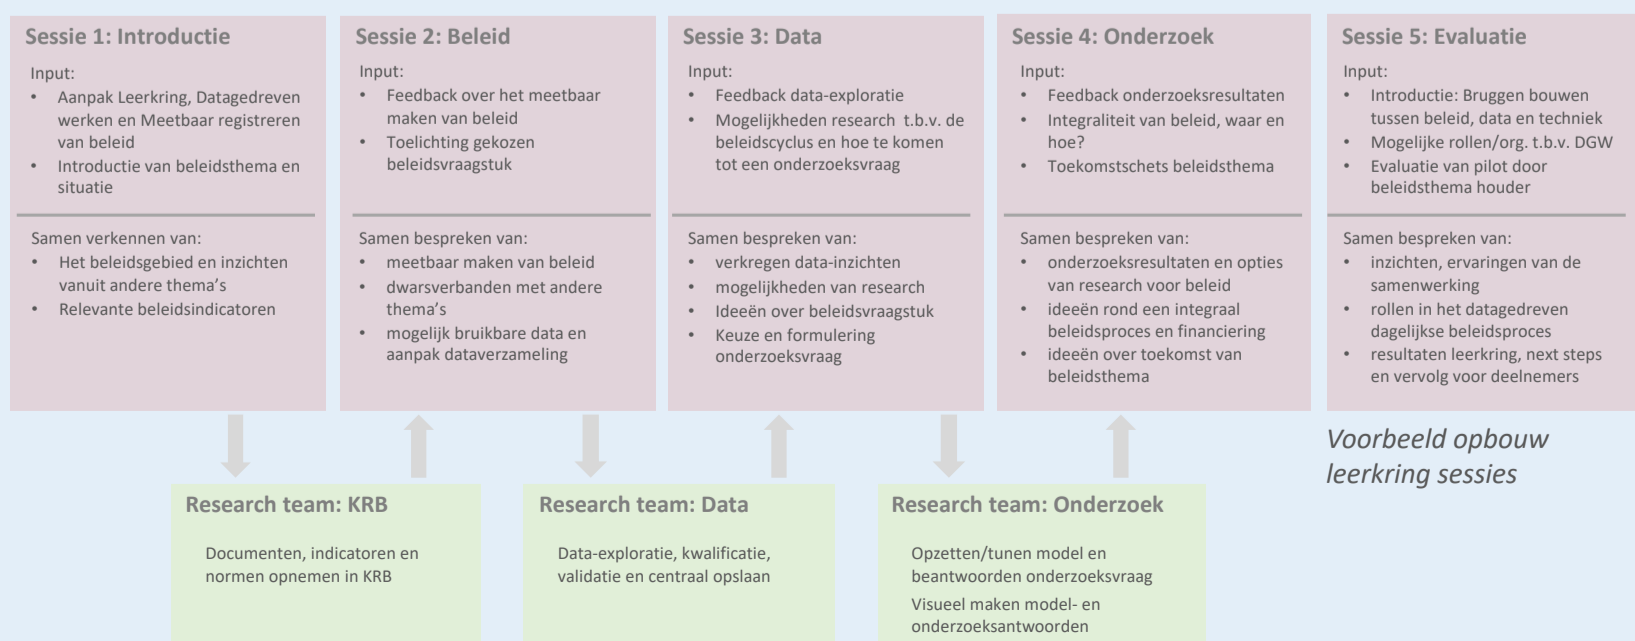 Sessie 1: Introductie
Input:
• Aanpak Leerkring, Datagedreven
werken en Meetbaar registreren
van beleid
• Introductie van beleidsthema en
situatie
Samen verkennen van:
• Het beleidsgebied en inzichten
vanuit andere thema's
• Relevante beleidsindicatoren
Sessie 2: Beleid
Input:
• Feedback over het meetbaar
maken van beleid
• Toelichting gekozen
beleidsvraagstuk
Samen bespreken van:
• meetbaar maken van beleid
• dwarsverbanden met andere
thema's
• mogelijk bruikbare data en
aanpak dataverzameling
Sessie 3: Data
Input:
• Feedback data-exploratie
• Mogelijkheden research t.b.v. de
beleidscyclus en hoe te komen
tot een onderzoeksvraag
Samen bespreken van:
• verkregen data-inzichten
• mogelijkheden van research
• Ideeën over beleidsvraagstuk
• Keuze en formulering
onderzoeksvraag
Sessie 4: Onderzoek
Input:
• Feedback onderzoeksresultaten
• Integraliteit van beleid, waar en
hoe?
• Toekomstschets beleidsthema
Samen bespreken van:
• onderzoeksresultaten en opties
van research voor beleid
• ideeën rond een integraal
beleidsproces en financiering
• ideeën over toekomst van
beleidsthema
Sessie 5: Evaluatie
Input:
• Introductie: Bruggen bouwen
tussen beleid, data en techniek
• Mogelijke rollen/org. t.b.v. DGW
• Evaluatie van pilot door
beleidsthema houder
Samen bespreken van:
• inzichten, ervaringen van de
samenwerking
• rollen in het datagedreven
dagelijkse beleidsproces
• resultaten leerkring, next steps
en vervolg voor deelnemers
Voorbeeld opbouw
leerkring sessies
Research team: KRB
Documenten, indicatoren en
normen opnemen in KRB
Research team: Data
Data-exploratie, kwalificatie,
validatie en centraal opslaan
Research team: Onderzoek
Opzetten/tunen model en
beantwoorden onderzoeksvraag
Visueel maken model- en
onderzoeksantwoorden